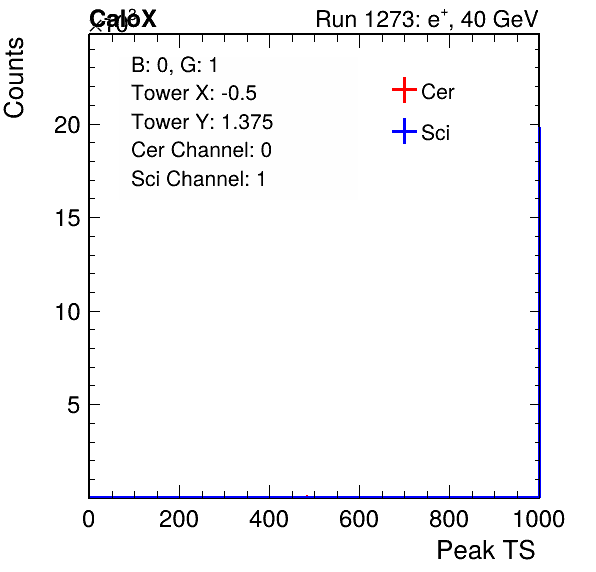 CaloX Run 1273: e+, 40 GeV
×10³
Counts
B: 0, G: 1
Tower X: -0.5
Tower Y: 1.375
Cer Channel: 0
Sci Channel: 1
Cer
Sci
20
15
10
5
0 200 400 600 800 1000
Peak TS